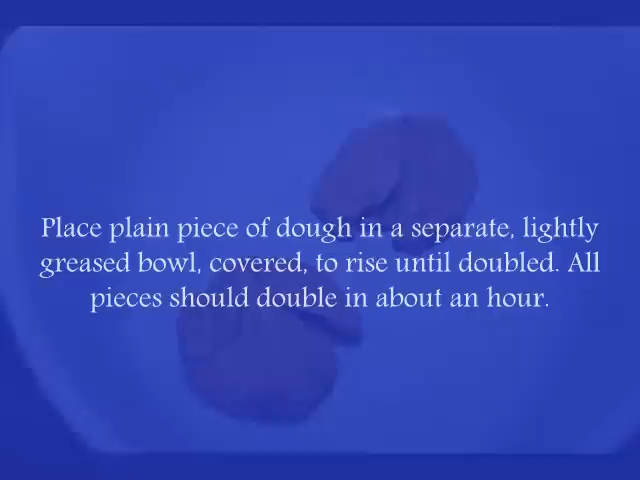 Place plain piece of dough in a separate, lightly
greased bowl, covered, to rise until doubled. All
pieces should double in about an hour.